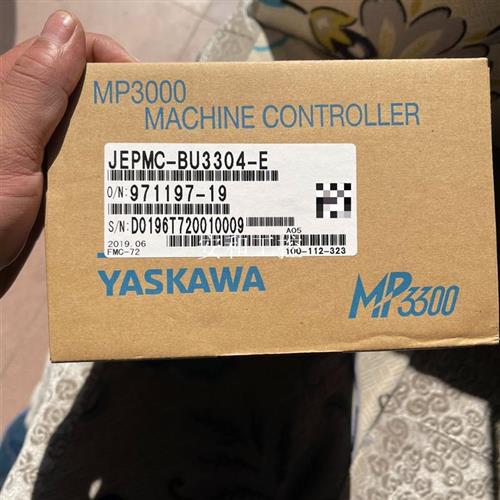 MP3000
MACHINE CONTROLLER
JEPMC-BU3304-E
O/N:971197-19
S/N:D0196T720010009
A05
2019.06
FMC-72
100-112-323
YASKAWA
MP3300